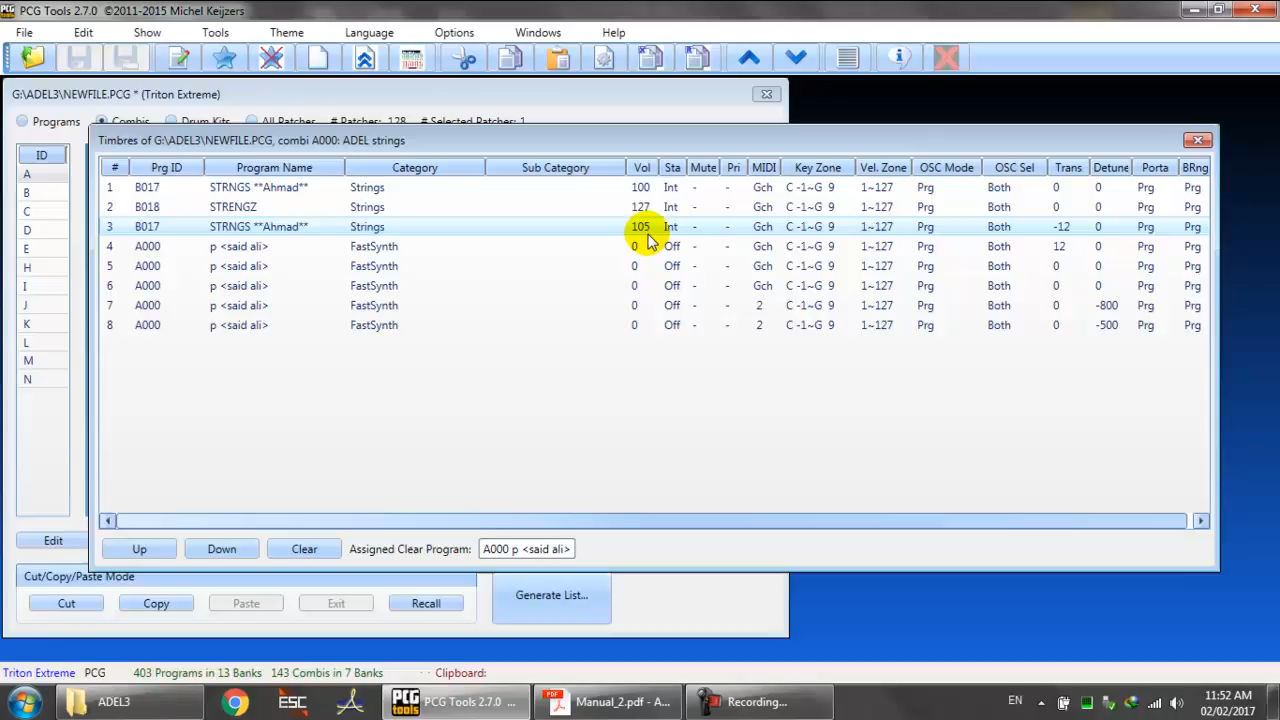 PCG Tools 2.7.0 ©2011-2015 Michel Keijzers
File Edit Show Tools Theme Language Options Windows Help
G:\ADEL3\NEWFILE.PCG * (Triton Extreme)
Programs Combis Drum Kits All Patches # Patches: 128 # Selected Patches: 1
Timbres of G:\ADEL3\NEWFILE.PCG, combi A000: ADEL strings
ID
A
B
C
D
E
H
I
J
K
L
M
N
# Prg ID Program Name Category Sub Category Vol Sta Mute Pri MIDI Key Zone Vel. Zone OSC Mode OSC Sel Trans Detune Porta BRng
1 B017 STRNGS **Ahmad** Strings 100 Int - - Gch C -1~G 9 1~127 Prg Both 0 0 Prg Prg
2 B018 STRENGZ Strings 127 Int - - Gch C -1~G 9 1~127 Prg Both 0 0 Prg Prg
3 B017 STRNGS **Ahmad** Strings 105 Int - - Gch C -1~G 9 1~127 Prg Both -12 0 Prg Prg
4 A000 p <said ali> FastSynth 0 Off - - Gch C -1~G 9 1~127 Prg Both 12 0 Prg Prg
5 A000 p <said ali> FastSynth 0 Off - - Gch C -1~G 9 1~127 Prg Both 0 0 Prg Prg
6 A000 p <said ali> FastSynth 0 Off - - Gch C -1~G 9 1~127 Prg Both 0 0 Prg Prg
7 A000 p <said ali> FastSynth 0 Off - - 2 C -1~G 9 1~127 Prg Both 0 -800 Prg Prg
8 A000 p <said ali> FastSynth 0 Off - - 2 C -1~G 9 1~127 Prg Both 0 -500 Prg Prg
Up Down Clear Assigned Clear Program: A000 p <said ali>
Edit
Cut/Copy/Paste Mode
Cut Copy Paste Exit Recall
Generate List...
Triton Extreme PCG 403 Programs in 13 Banks 143 Combis in 7 Banks Clipboard:
ADEL3 ESC PCG tools PCG Tools 2.7.0 ... PDF Manual_2.pdf - A... Recording... EN 11:52 AM
02/02/2017